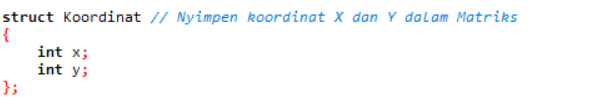 struct Koordinat // Nyimpen koordinat X dan Y dalam Matriks
{
    int x;
    int y;
};